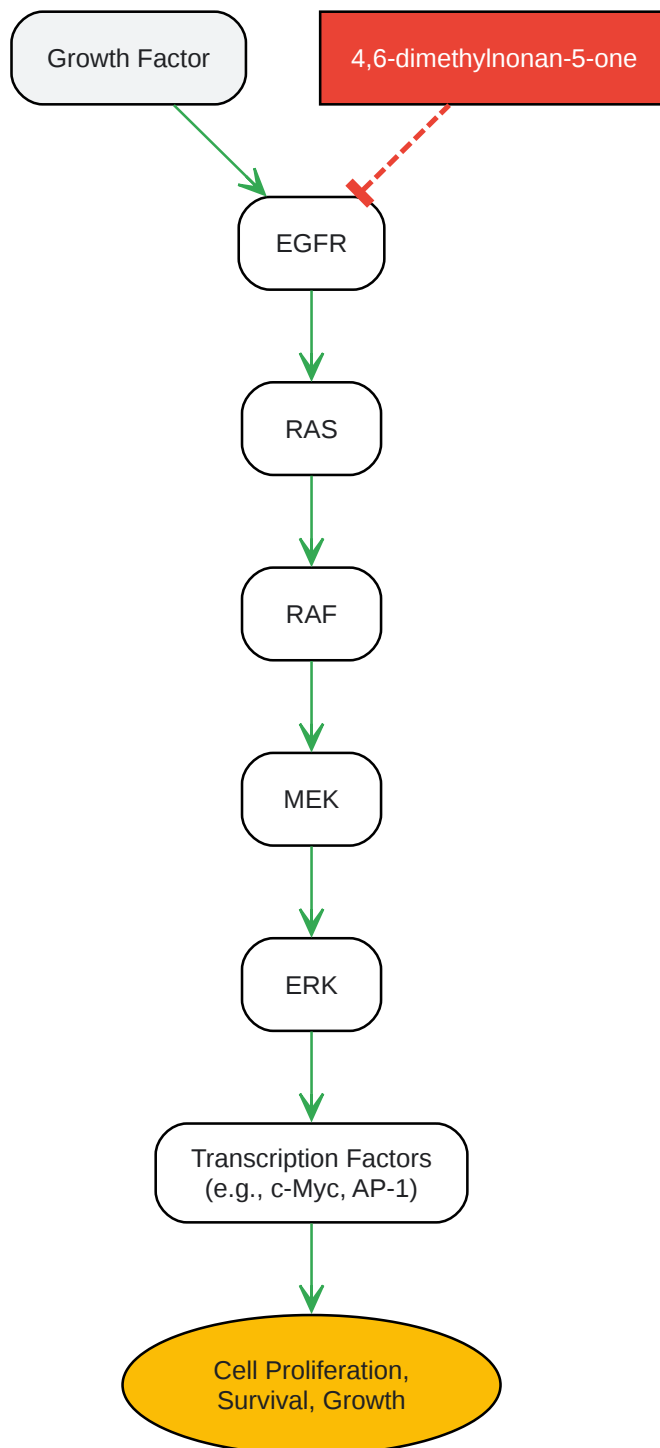 Growth Factor
4,6-dimethylnonan-5-one
EGFR
RAS
RAF
MEK
ERK
Transcription Factors
(e.g., c-Myc, AP-1)
Cell Proliferation,
Survival, Growth